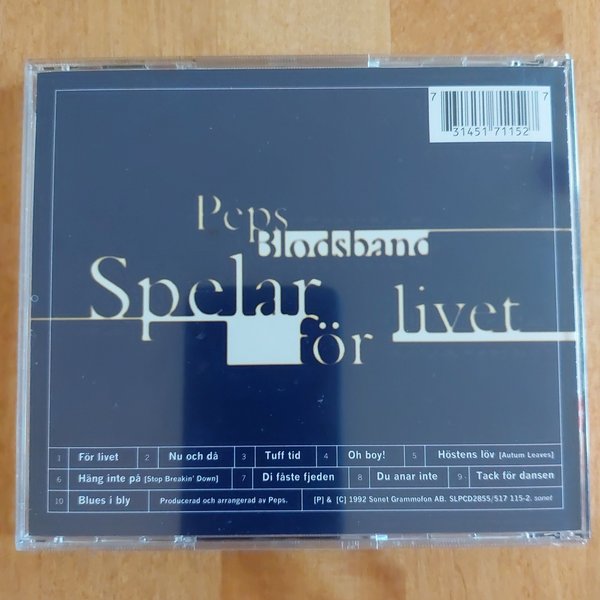 7 31451 71152 7
Peps
Blodsband
Spelar
för livet
1 För livet 2 Nu och då 3 Tuff tid 4 Oh boy! 5 Höstens löv [Autum Leaves]
6 Häng inte på [Stop Breakin' Down] 7 Di fåste fjeden 8 Du anar inte 9 Tack för dansen
10 Blues i bly Producerad och arrangerad av Peps. [P] & [C] 1992 Sonet Grammofon AB. SLPCD2855/517 115-2. sonet